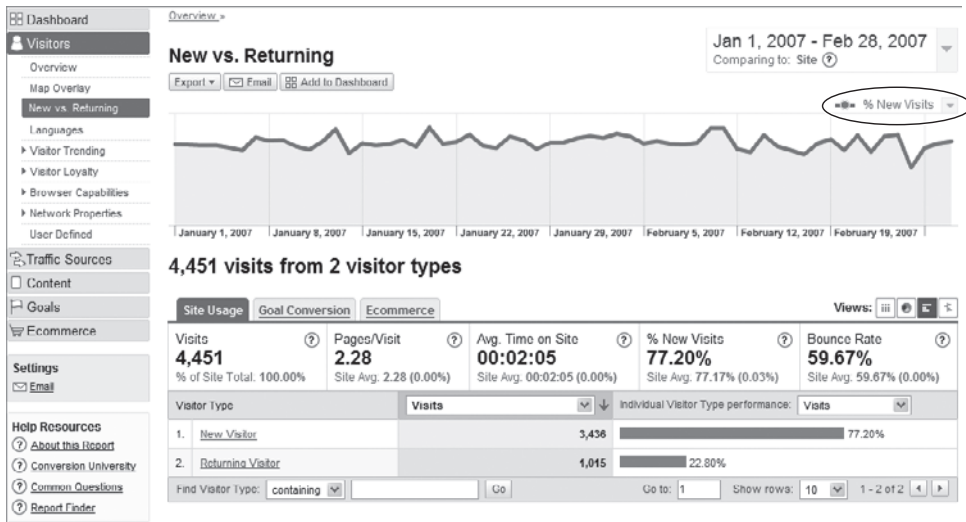 Dashboard
Visitors
Overview
Map Overlay
New vs. Returning
Languages
Visitor Trending
Visitor Loyalty
Browser Capabilities
Network Properties
User Defined
Traffic Sources
Content
Goals
Ecommerce
Settings
Email
Help Resources
? About this Report
? Conversion University
? Common Questions
? Report Finder
Overview »
New vs. Returning
Export Email Add to Dashboard
Jan 1, 2007 - Feb 28, 2007
Comparing to: Site ?
% New Visits
January 1, 2007 January 8, 2007 January 15, 2007 January 22, 2007 January 29, 2007 February 5, 2007 February 12, 2007 February 19, 2007
4,451 visits from 2 visitor types
Site Usage Goal Conversion Ecommerce Views:
Visits ? Pages/Visit ? Avg. Time on Site ? % New Visits ? Bounce Rate ?
4,451 2.28 00:02:05 77.20% 59.67%
% of Site Total: 100.00% Site Avg: 2.28 (0.00%) Site Avg: 00:02:05 (0.00%) Site Avg: 77.17% (0.03%) Site Avg: 59.67% (0.00%)
Visitor Type Visits Individual Visitor Type performance: Visits
1. New Visitor 3,436 77.20%
2. Returning Visitor 1,015 22.80%
Find Visitor Type: containing Go Go to: 1 Show rows: 10 1 - 2 of 2